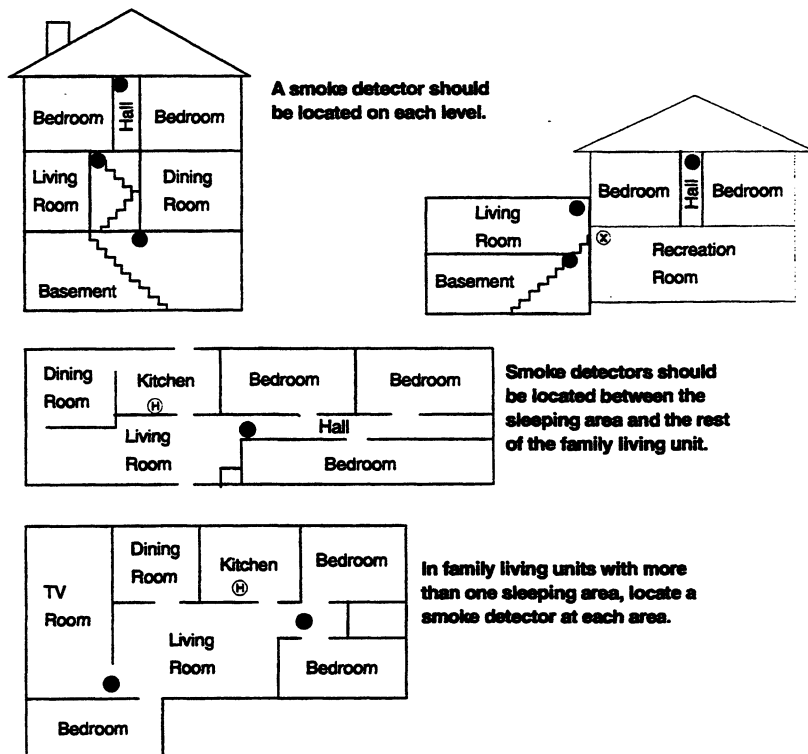 A smoke detector should
be located on each level.
Bedroom
Hall
Bedroom
Living
Room
Dining
Room
Basement
Bedroom
Hall
Bedroom
Living
Room
X
Recreation
Room
Basement
Dining
Room
Kitchen
H
Bedroom
Bedroom
Living
Room
Hall
Bedroom
Smoke detectors should
be located between the
sleeping area and the rest
of the family living unit.
TV
Room
Dining
Room
Kitchen
H
Bedroom
Living
Room
Bedroom
Bedroom
In family living units with more
than one sleeping area, locate a
smoke detector at each area.